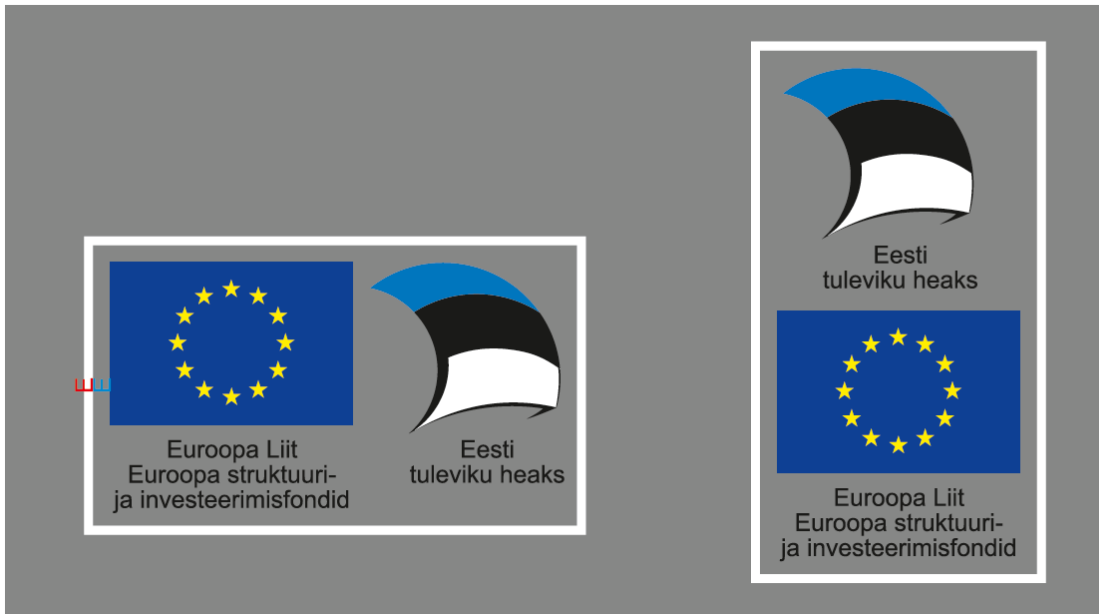 E
E
Euroopa Liit
Euroopa struktuuri-
ja investeerimisfondid
Eesti
tuleviku heaks
Eesti
tuleviku heaks
Euroopa Liit
Euroopa struktuuri-
ja investeerimisfondid